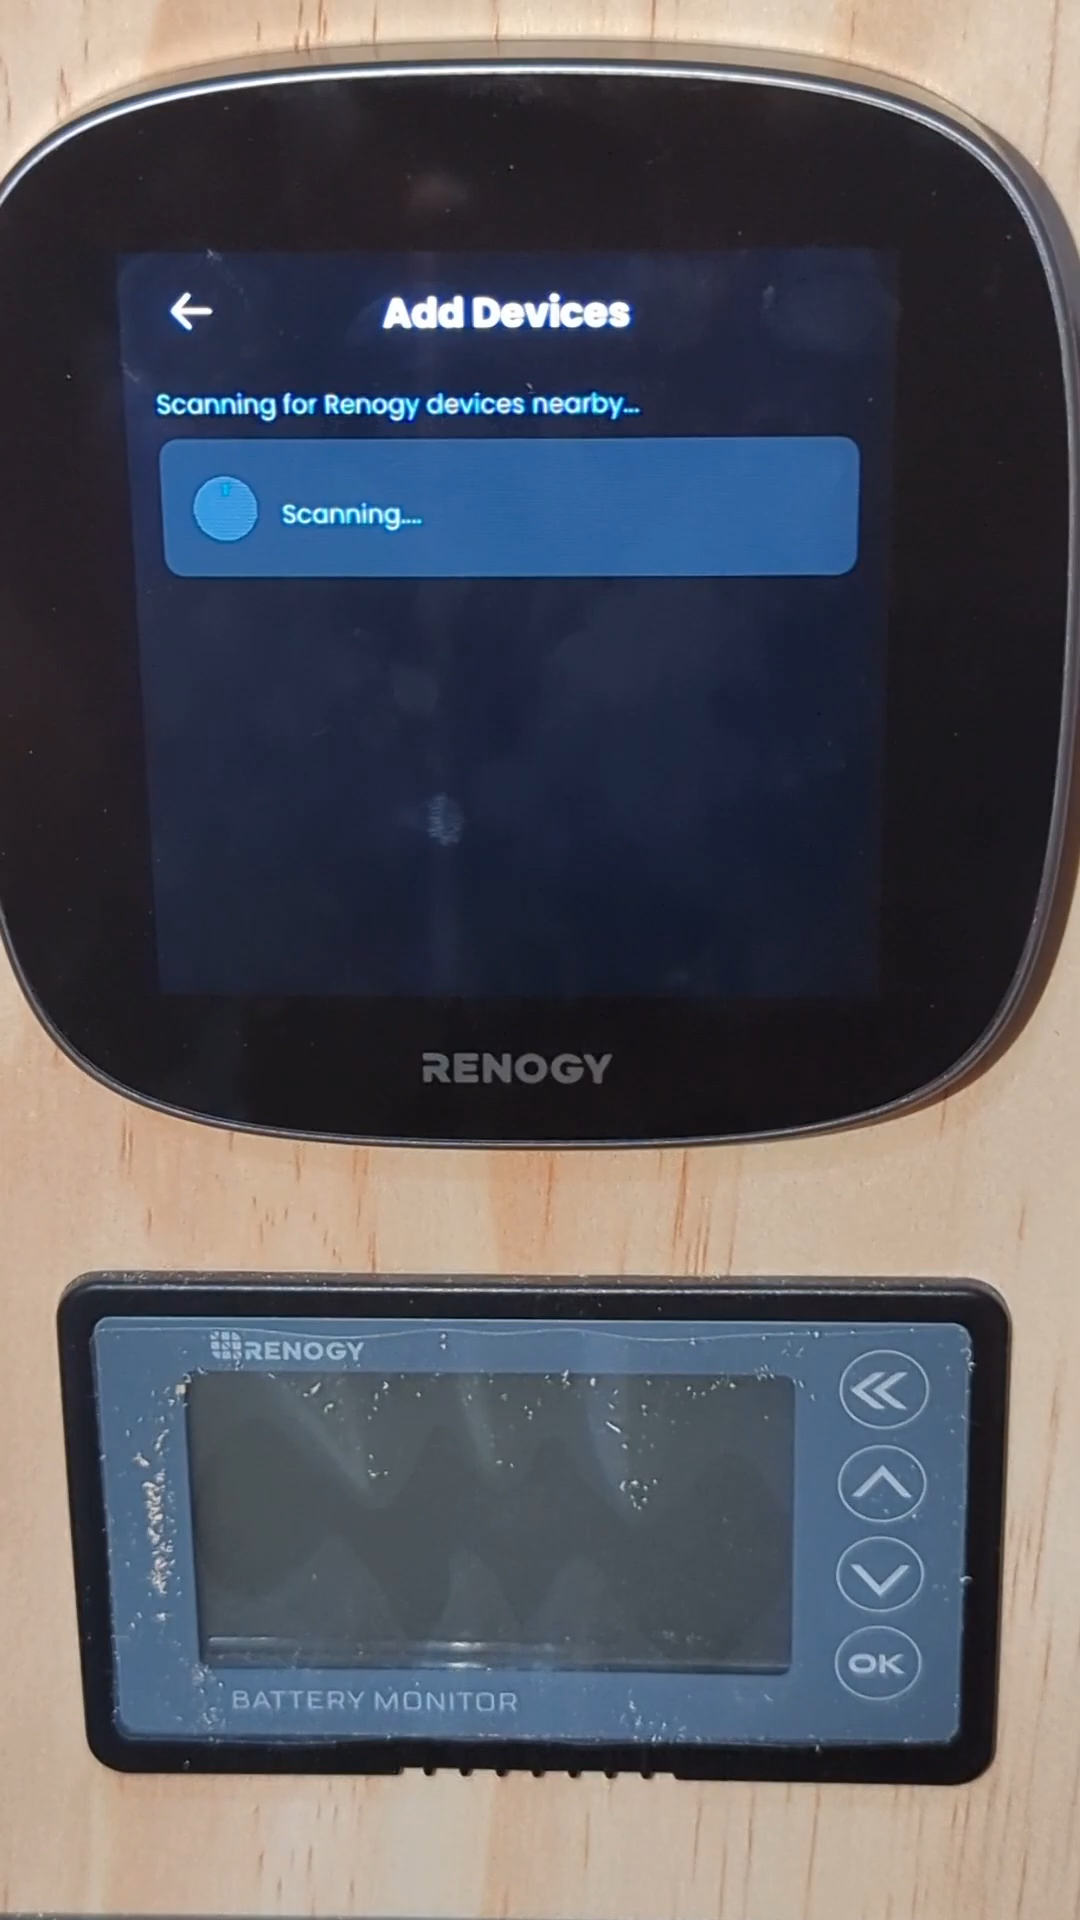 Add Devices
Scanning for Renogy devices nearby...
Scanning....
RENOGY
RENOGY
BATTERY MONITOR
OK